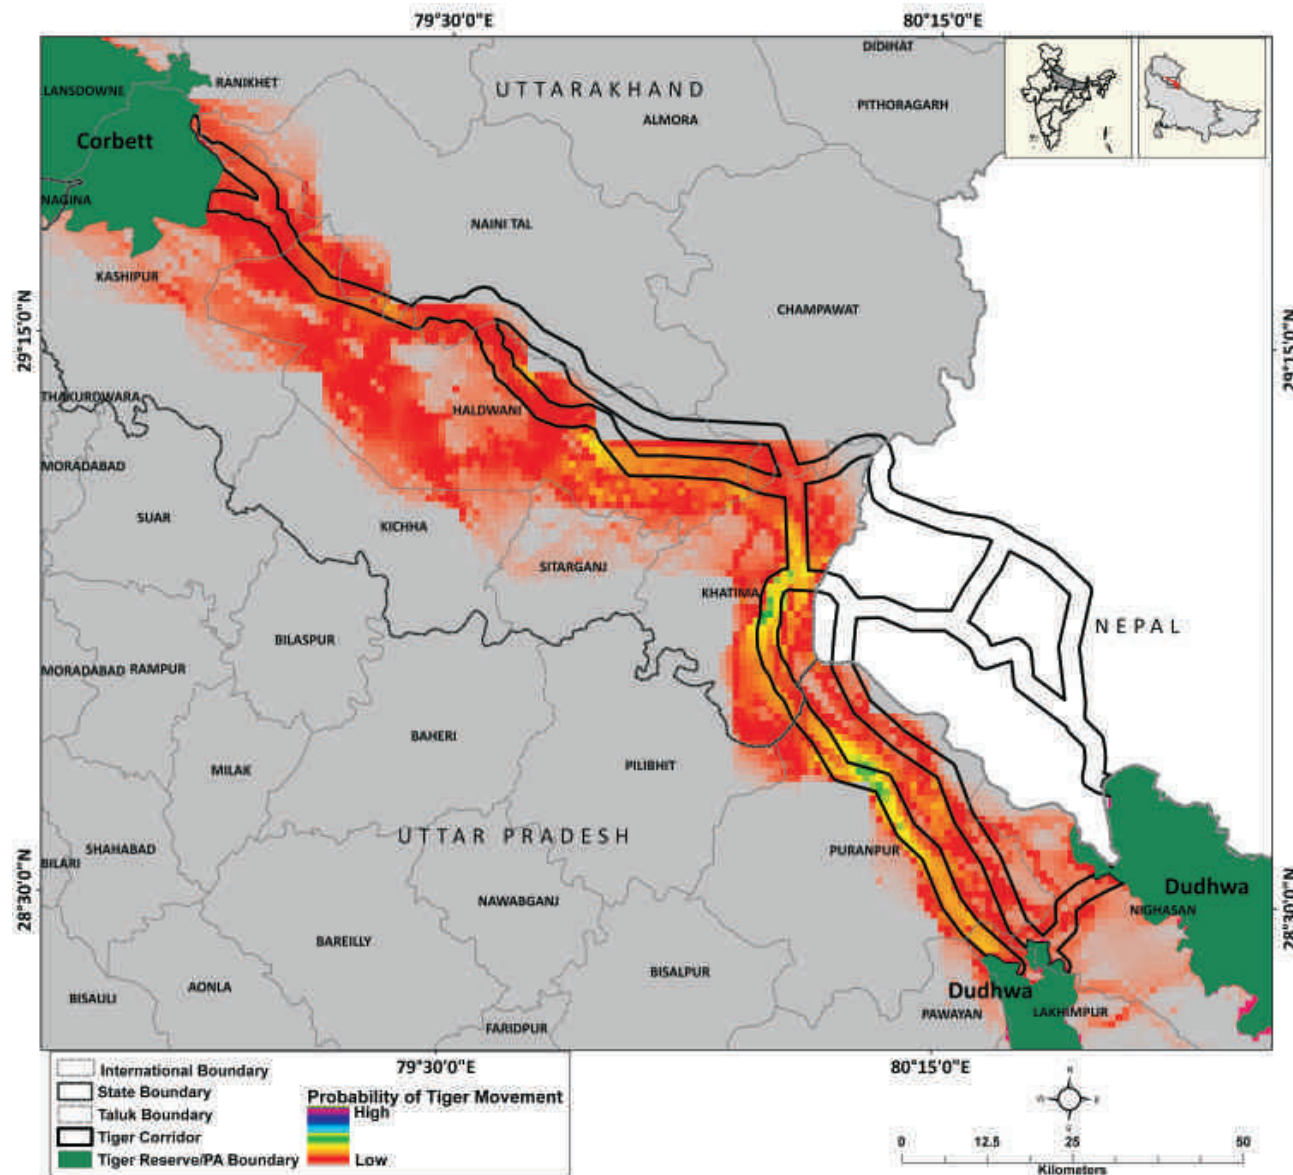 79°30'0"E
80°15'0"E
DIDIHAT
LANSDOWNE
RANIKHET
UTTARAKHAND
PITHORAGARH
ALMORA
Corbett
NAGINA
NAINI TAL
KASHIPUR
CHAMPAWAT
29°15'0"N
29°15'0"N
THAKURDWARA
HALDWANI
MORADABAD
SUAR
KICHHA
SITARGANJ
KHATIMA
NEPAL
BILASPUR
MORADABAD
RAMPUR
BAHERI
PILIBHIT
MILAK
UTTAR PRADESH
SHAHABAD
BILARI
PURANPUR
28°30'0"N
28°30'0"N
Dudhwa
NAWABGANJ
NIGHASAN
BAREILLY
BISALPUR
AONLA
BISAULI
Dudhwa
PAWAYAN
LAKHIMPUR
FARIDPUR
79°30'0"E
80°15'0"E
International Boundary
State Boundary
Taluk Boundary
Tiger Corridor
Tiger Reserve/PA Boundary
Probability of Tiger Movement
High
Low
N
W
E
S
0 12.5 25 50
Kilometers